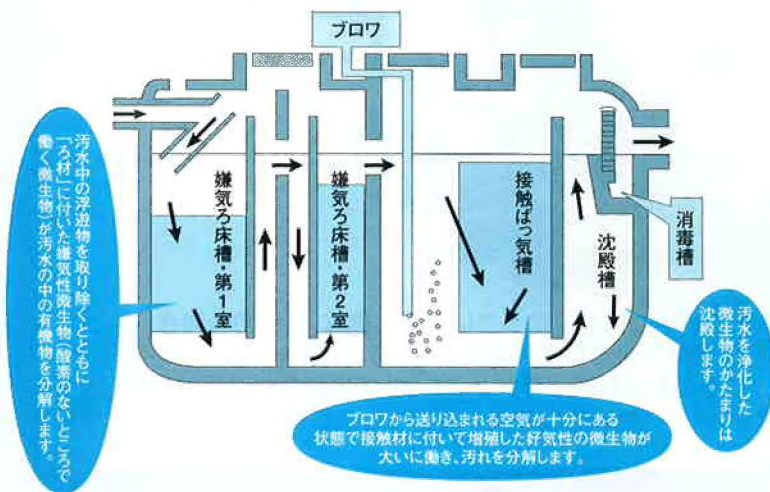 ブロワ
汚水中の浮遊物を取り除くとともに
「ろ材」に付いた嫌気性微生物(酸素のないところで
働く微生物)が汚水の中の有機物を分解します。
嫌気ろ床槽・第1室
嫌気ろ床槽・第2室
接触ばっ気槽
沈殿槽
消毒槽
汚水を浄化した
微生物のかたまりは
沈殿します。
ブロワから送り込まれる空気が十分にある
状態で接触材に付いて増殖した好気性の微生物が
大いに働き、汚れを分解します。